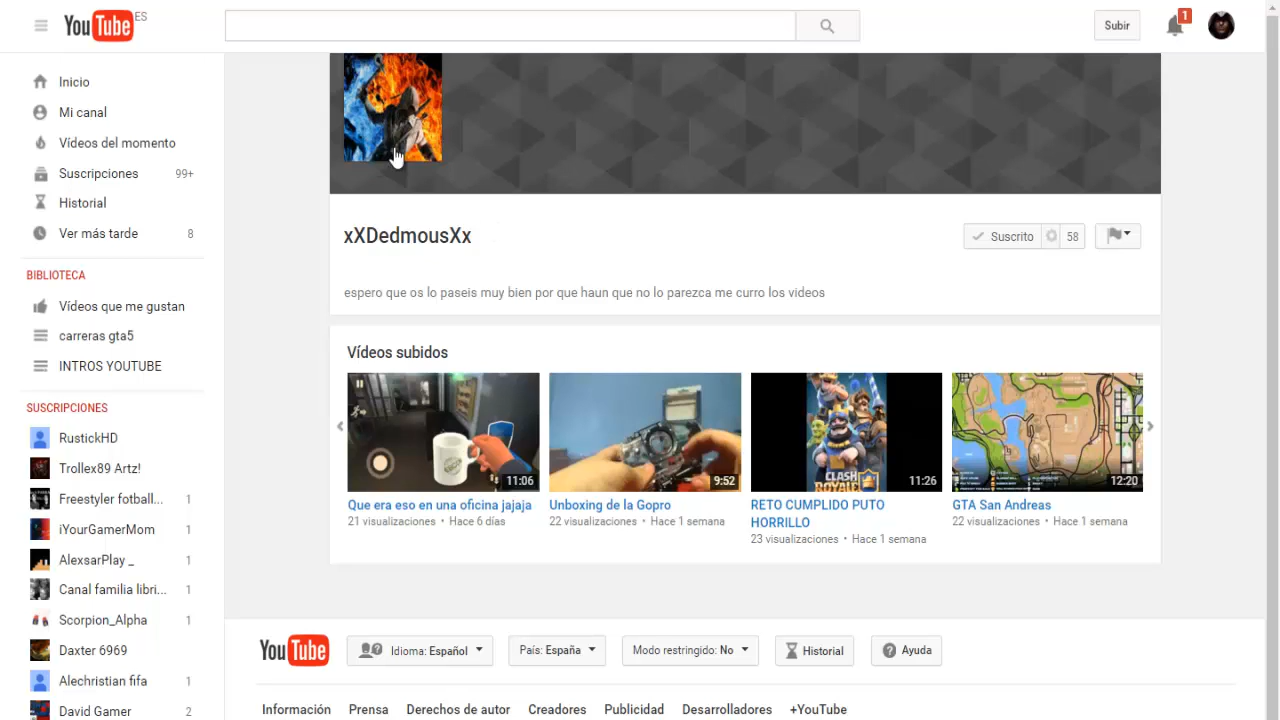 YouTube ES
Subir
1
Inicio
Mi canal
Vídeos del momento
Suscripciones 99+
Historial
Ver más tarde 8
BIBLIOTECA
Vídeos que me gustan
carreras gta5
INTROS YOUTUBE
SUSCRIPCIONES
RustickHD
Trollex89 Artz!
Freestyler fotball... 1
iYourGamerMom 1
AlexsarPlay _ 1
Canal familia libri... 1
Scorpion_Alpha 1
Daxter 6969 1
Alechristian fifa 1
David Gamer 2
xXDedmousXx
Suscrito 58
espero que os lo paseis muy bien por que haun que no lo parezca me curro los videos
Vídeos subidos
11:06
Que era eso en una oficina jajaja
21 visualizaciones • Hace 6 días
9:52
Unboxing de la Gopro
22 visualizaciones • Hace 1 semana
CLASH
ROYALE
11:26
RETO CUMPLIDO PUTO
HORRILLO
23 visualizaciones • Hace 1 semana
12:20
GTA San Andreas
22 visualizaciones • Hace 1 semana
YouTube
Idioma: Español
País: España
Modo restringido: No
Historial
Ayuda
Información
Prensa
Derechos de autor
Creadores
Publicidad
Desarrolladores
+YouTube